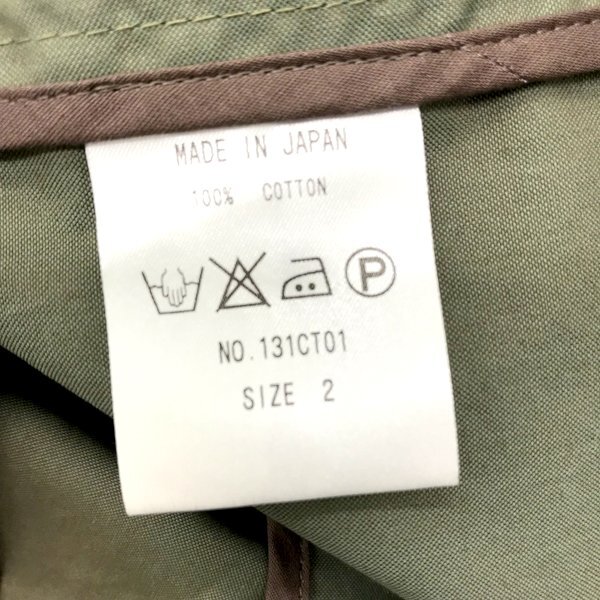 MADE IN JAPAN
100% COTTON
P
NO.131CT01
SIZE 2